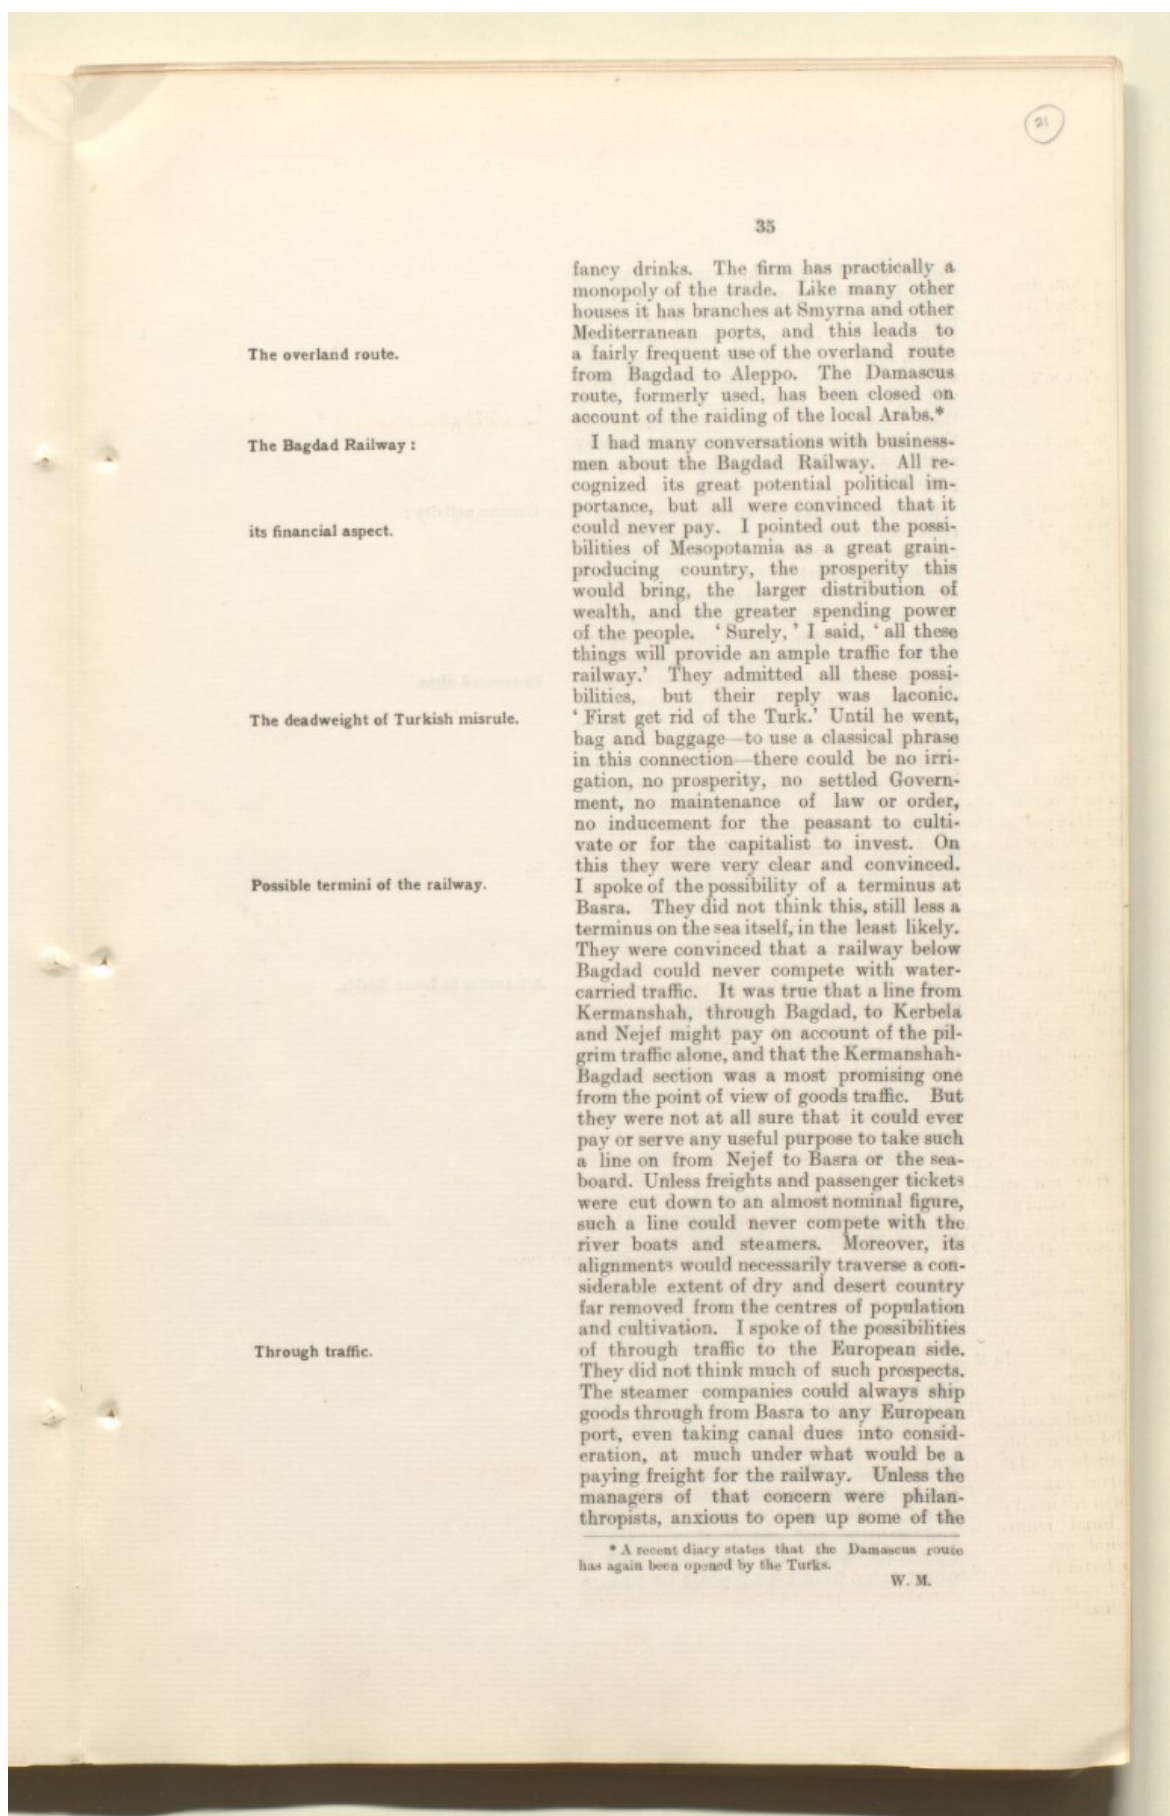 21
35
fancy drinks. The firm has practically a
monopoly of the trade. Like many other
houses it has branches at Smyrna and other
Mediterranean ports, and this leads to
The overland route.
a fairly frequent use of the overland route
from Bagdad to Aleppo. The Damascus
route, formerly used, has been closed on
account of the raiding of the local Arabs.*
The Bagdad Railway :
I had many conversations with business-
men about the Bagdad Railway. All re-
cognized its great potential political im-
portance, but all were convinced that it
its financial aspect.
could never pay. I pointed out the possi-
bilities of Mesopotamia as a great grain-
producing country, the prosperity this
would bring, the larger distribution of
wealth, and the greater spending power
of the people. ‘ Surely, ’ I said, ‘ all these
things will provide an ample traffic for the
railway.’ They admitted all these possi-
bilities, but their reply was laconic.
The deadweight of Turkish misrule.
‘ First get rid of the Turk.’ Until he went,
bag and baggage—to use a classical phrase
in this connection—there could be no irri-
gation, no prosperity, no settled Govern-
ment, no maintenance of law or order,
no inducement for the peasant to culti-
vate or for the capitalist to invest. On
this they were very clear and convinced.
Possible termini of the railway.
I spoke of the possibility of a terminus at
Basra. They did not think this, still less a
terminus on the sea itself, in the least likely.
They were convinced that a railway below
Bagdad could never compete with water-
carried traffic. It was true that a line from
Kermanshah, through Bagdad, to Kerbela
and Nejef might pay on account of the pil-
grim traffic alone, and that the Kermanshah-
Bagdad section was a most promising one
from the point of view of goods traffic. But
they were not at all sure that it could ever
pay or serve any useful purpose to take such
a line on from Nejef to Basra or the sea-
board. Unless freights and passenger tickets
were cut down to an almost nominal figure,
such a line could never compete with the
river boats and steamers. Moreover, its
alignments would necessarily traverse a con-
siderable extent of dry and desert country
far removed from the centres of population
and cultivation. I spoke of the possibilities
Through traffic.
of through traffic to the European side.
They did not think much of such prospects.
The steamer companies could always ship
goods through from Basra to any European
port, even taking canal dues into consid-
eration, at much under what would be a
paying freight for the railway. Unless the
managers of that concern were philan-
thropists, anxious to open up some of the
* A recent diary states that the Damascus route
has again been opened by the Turks.
W. M.